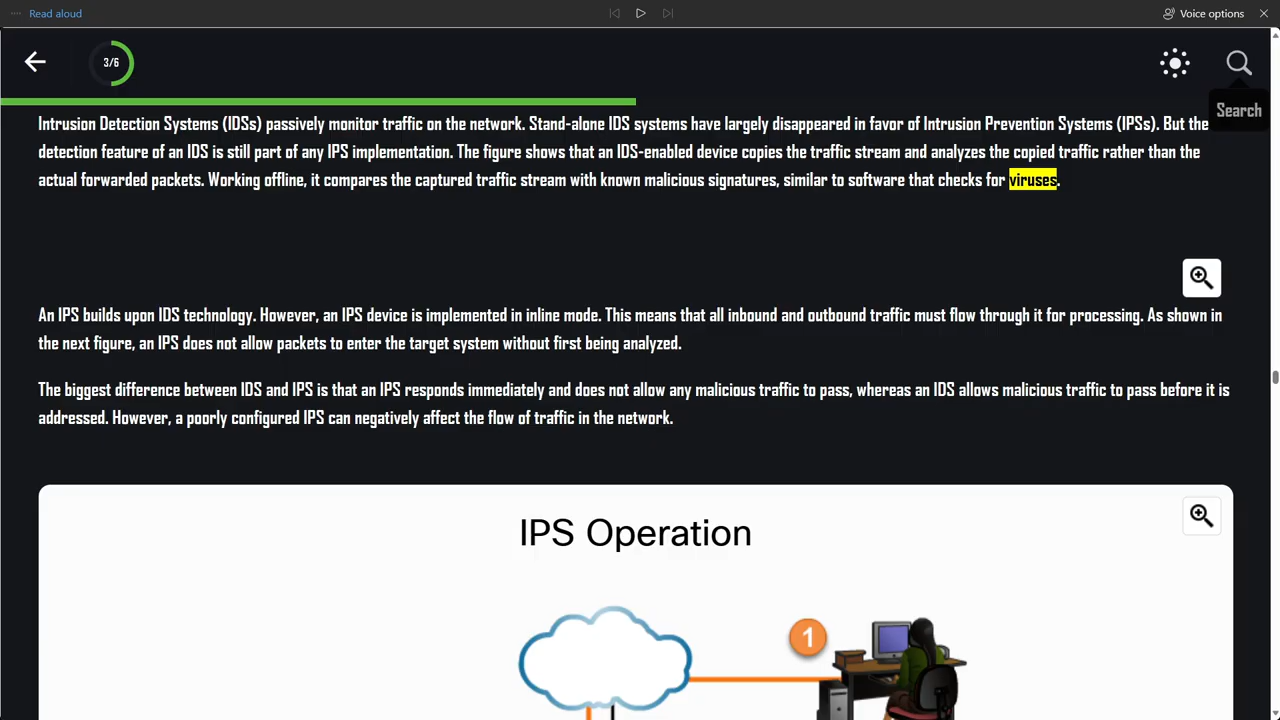 Read aloud
Voice options
3/6
Search
Intrusion Detection Systems (IDSs) passively monitor traffic on the network. Stand-alone IDS systems have largely disappeared in favor of Intrusion Prevention Systems (IPSs). But the
detection feature of an IDS is still part of any IPS implementation. The figure shows that an IDS-enabled device copies the traffic stream and analyzes the copied traffic rather than the
actual forwarded packets. Working offline, it compares the captured traffic stream with known malicious signatures, similar to software that checks for viruses.
An IPS builds upon IDS technology. However, an IPS device is implemented in inline mode. This means that all inbound and outbound traffic must flow through it for processing. As shown in
the next figure, an IPS does not allow packets to enter the target system without first being analyzed.
The biggest difference between IDS and IPS is that an IPS responds immediately and does not allow any malicious traffic to pass, whereas an IDS allows malicious traffic to pass before it is
addressed. However, a poorly configured IPS can negatively affect the flow of traffic in the network.
IPS Operation
1